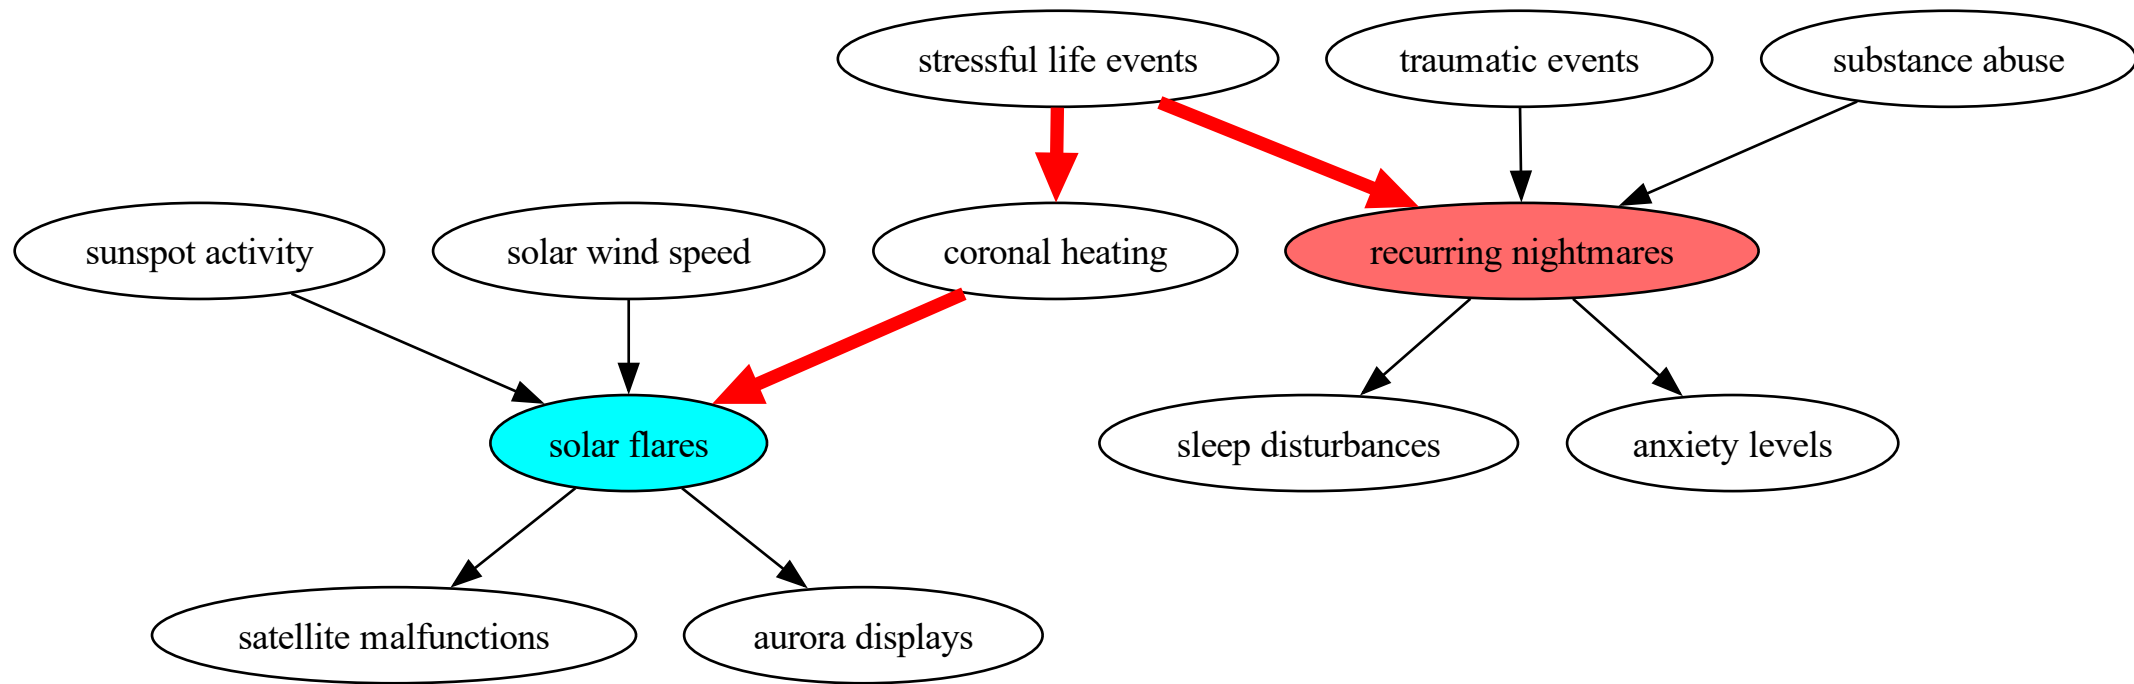 stressful life events
traumatic events
substance abuse
sunspot activity
solar wind speed
coronal heating
recurring nightmares
solar flares
sleep disturbances
anxiety levels
satellite malfunctions
aurora displays